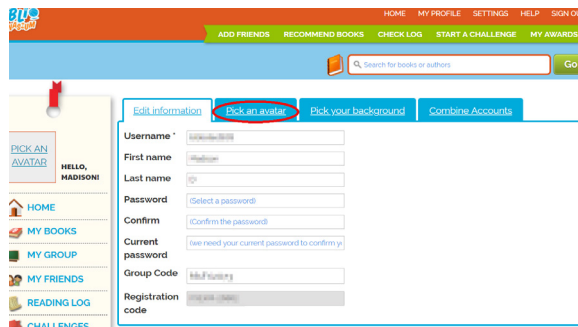 HOME MY PROFILE SETTINGS HELP SIGN OU
ADD FRIENDS RECOMMEND BOOKS CHECK LOG START A CHALLENGE MY AWARDS
Search for books or authors Go
Edit information Pick an avatar Pick your background Combine Accounts
PICK AN
AVATAR
HELLO,
MADISON!
HOME
MY BOOKS
MY GROUP
MY FRIENDS
READING LOG
CHALLENGES
Username *
First name
Last name
Password (Select a password)
Confirm (Confirm the password)
Current
password
(we need your current password to confirm y
Group Code
Registration
code